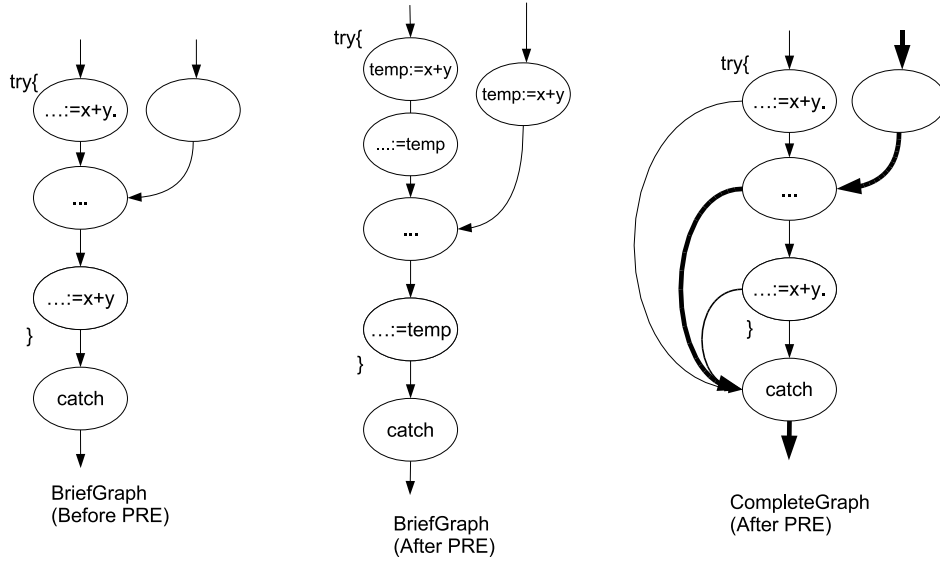 try{
…:=x+y.
...
…:=x+y
}
catch
BriefGraph
(Before PRE)
try{
temp:=x+y
temp:=x+y
...:=temp
...
…:=temp
}
catch
BriefGraph
(After PRE)
try{
…:=x+y.
...
…:=x+y.
}
catch
CompleteGraph
(After PRE)